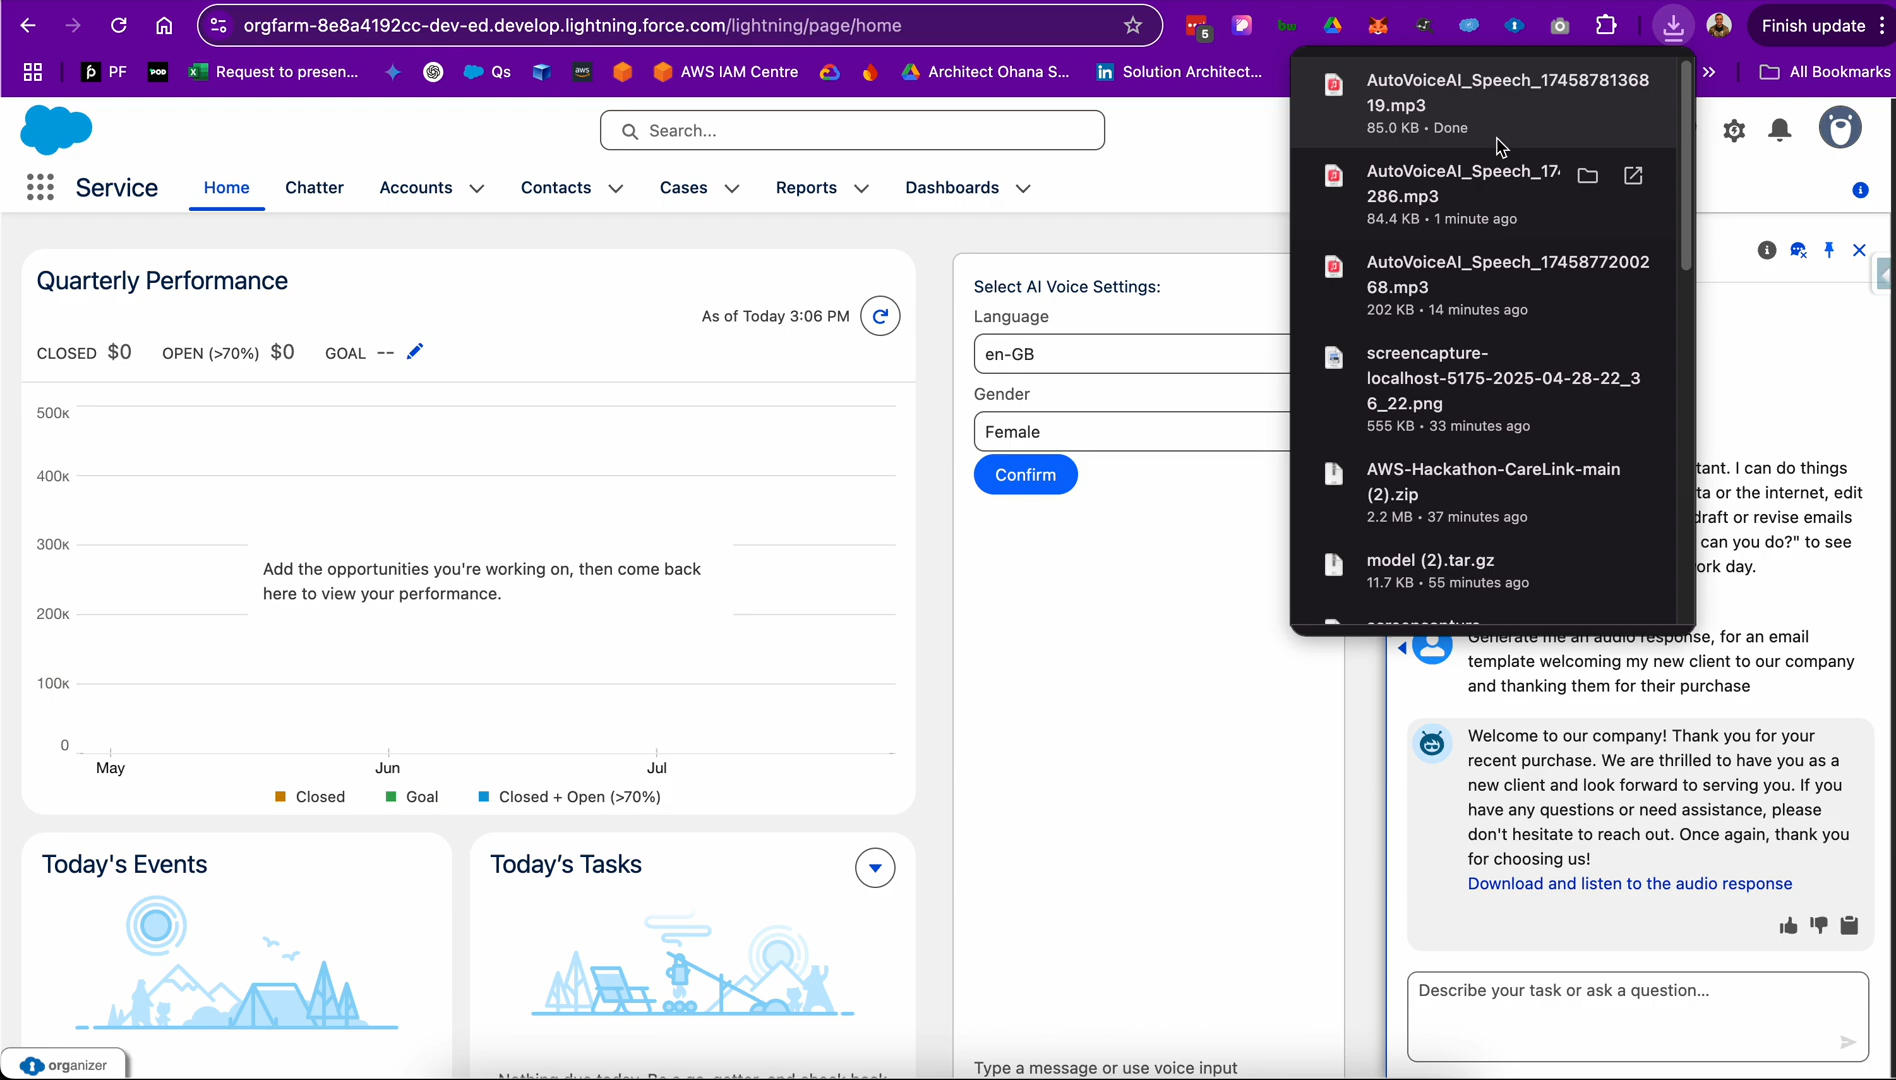 orgfarm-8e8a4192cc-dev-ed.develop.lightning.force.com/lightning/page/home
5
Finish update
PF
POD
Request to presen...
Qs
aws
AWS IAM Centre
Architect Ohana S...
in
Solution Architect...
»
All Bookmarks
Search...
Service
Home
Chatter
Accounts
Contacts
Cases
Reports
Dashboards
Quarterly Performance
As of Today 3:06 PM
CLOSED $0 OPEN (>70%) $0 GOAL --
500K
400K
300K
200K
100K
0
Add the opportunities you're working on, then come back
here to view your performance.
May
Jun
Jul
Closed
Goal
Closed + Open (>70%)
Today's Events
Today's Tasks
organizer
Select AI Voice Settings:
Language
en-GB
Gender
Female
Confirm
Type a message or use voice input
AutoVoiceAI_Speech_17458781368
19.mp3
85.0 KB • Done
AutoVoiceAI_Speech_174
286.mp3
84.4 KB • 1 minute ago
AutoVoiceAI_Speech_17458772002
68.mp3
202 KB • 14 minutes ago
screencapture-
localhost-5175-2025-04-28-22_3
6_22.png
555 KB • 33 minutes ago
AWS-Hackathon-CareLink-main
(2).zip
2.2 MB • 37 minutes ago
model (2).tar.gz
11.7 KB • 55 minutes ago
tant. I can do things
ta or the internet, edit
draft or revise emails
can you do?" to see
ork day.
Generate me an audio response, for an email
template welcoming my new client to our company
and thanking them for their purchase
Welcome to our company! Thank you for your
recent purchase. We are thrilled to have you as a
new client and look forward to serving you. If you
have any questions or need assistance, please
don't hesitate to reach out. Once again, thank you
for choosing us!
Download and listen to the audio response
Describe your task or ask a question...